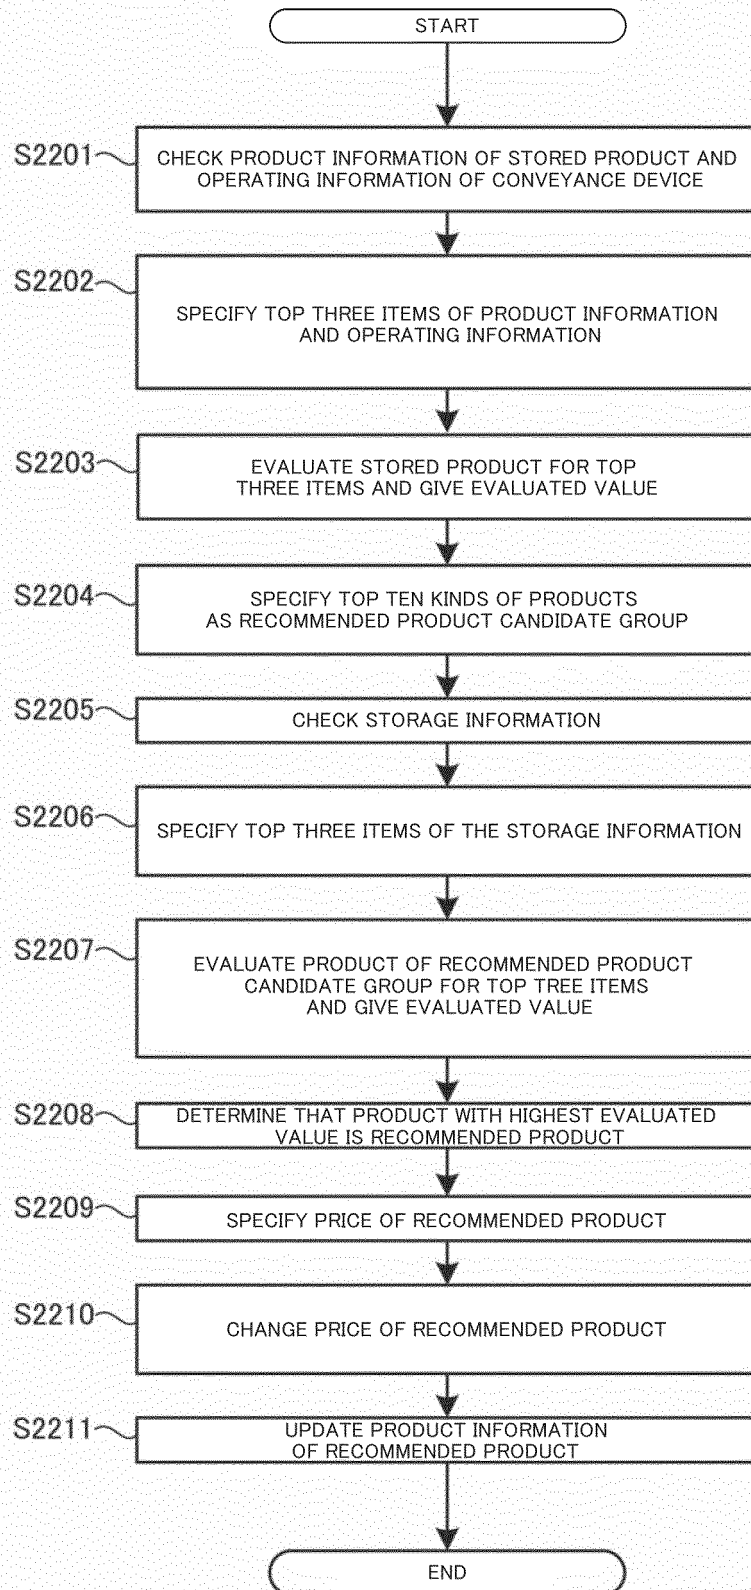 START
S2201
CHECK PRODUCT INFORMATION OF STORED PRODUCT AND
OPERATING INFORMATION OF CONVEYANCE DEVICE
S2202
SPECIFY TOP THREE ITEMS OF PRODUCT INFORMATION
AND OPERATING INFORMATION
S2203
EVALUATE STORED PRODUCT FOR TOP
THREE ITEMS AND GIVE EVALUATED VALUE
S2204
SPECIFY TOP TEN KINDS OF PRODUCTS
AS RECOMMENDED PRODUCT CANDIDATE GROUP
S2205
CHECK STORAGE INFORMATION
S2206
SPECIFY TOP THREE ITEMS OF THE STORAGE INFORMATION
S2207
EVALUATE PRODUCT OF RECOMMENDED PRODUCT
CANDIDATE GROUP FOR TOP TREE ITEMS
AND GIVE EVALUATED VALUE
S2208
DETERMINE THAT PRODUCT WITH HIGHEST EVALUATED
VALUE IS RECOMMENDED PRODUCT
S2209
SPECIFY PRICE OF RECOMMENDED PRODUCT
S2210
CHANGE PRICE OF RECOMMENDED PRODUCT
S2211
UPDATE PRODUCT INFORMATION
OF RECOMMENDED PRODUCT
END